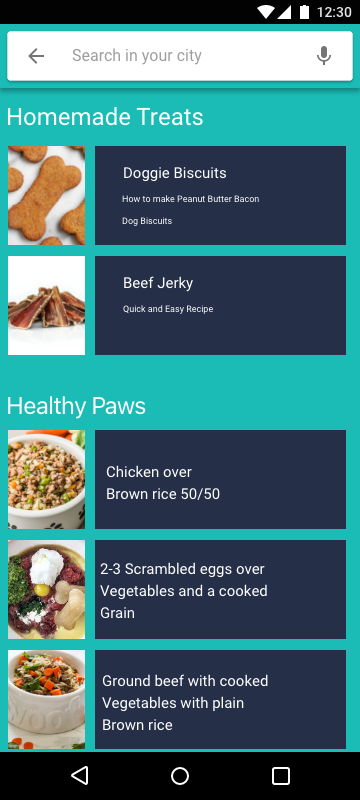 12:30
Search in your city
Homemade Treats
Doggie Biscuits
How to make Peanut Butter Bacon
Dog Biscuits
Beef Jerky
Quick and Easy Recipe
Healthy Paws
Chicken over
Brown rice 50/50
2-3 Scrambled eggs over
Vegetables and a cooked
Grain
Ground beef with cooked
Vegetables with plain
Brown rice